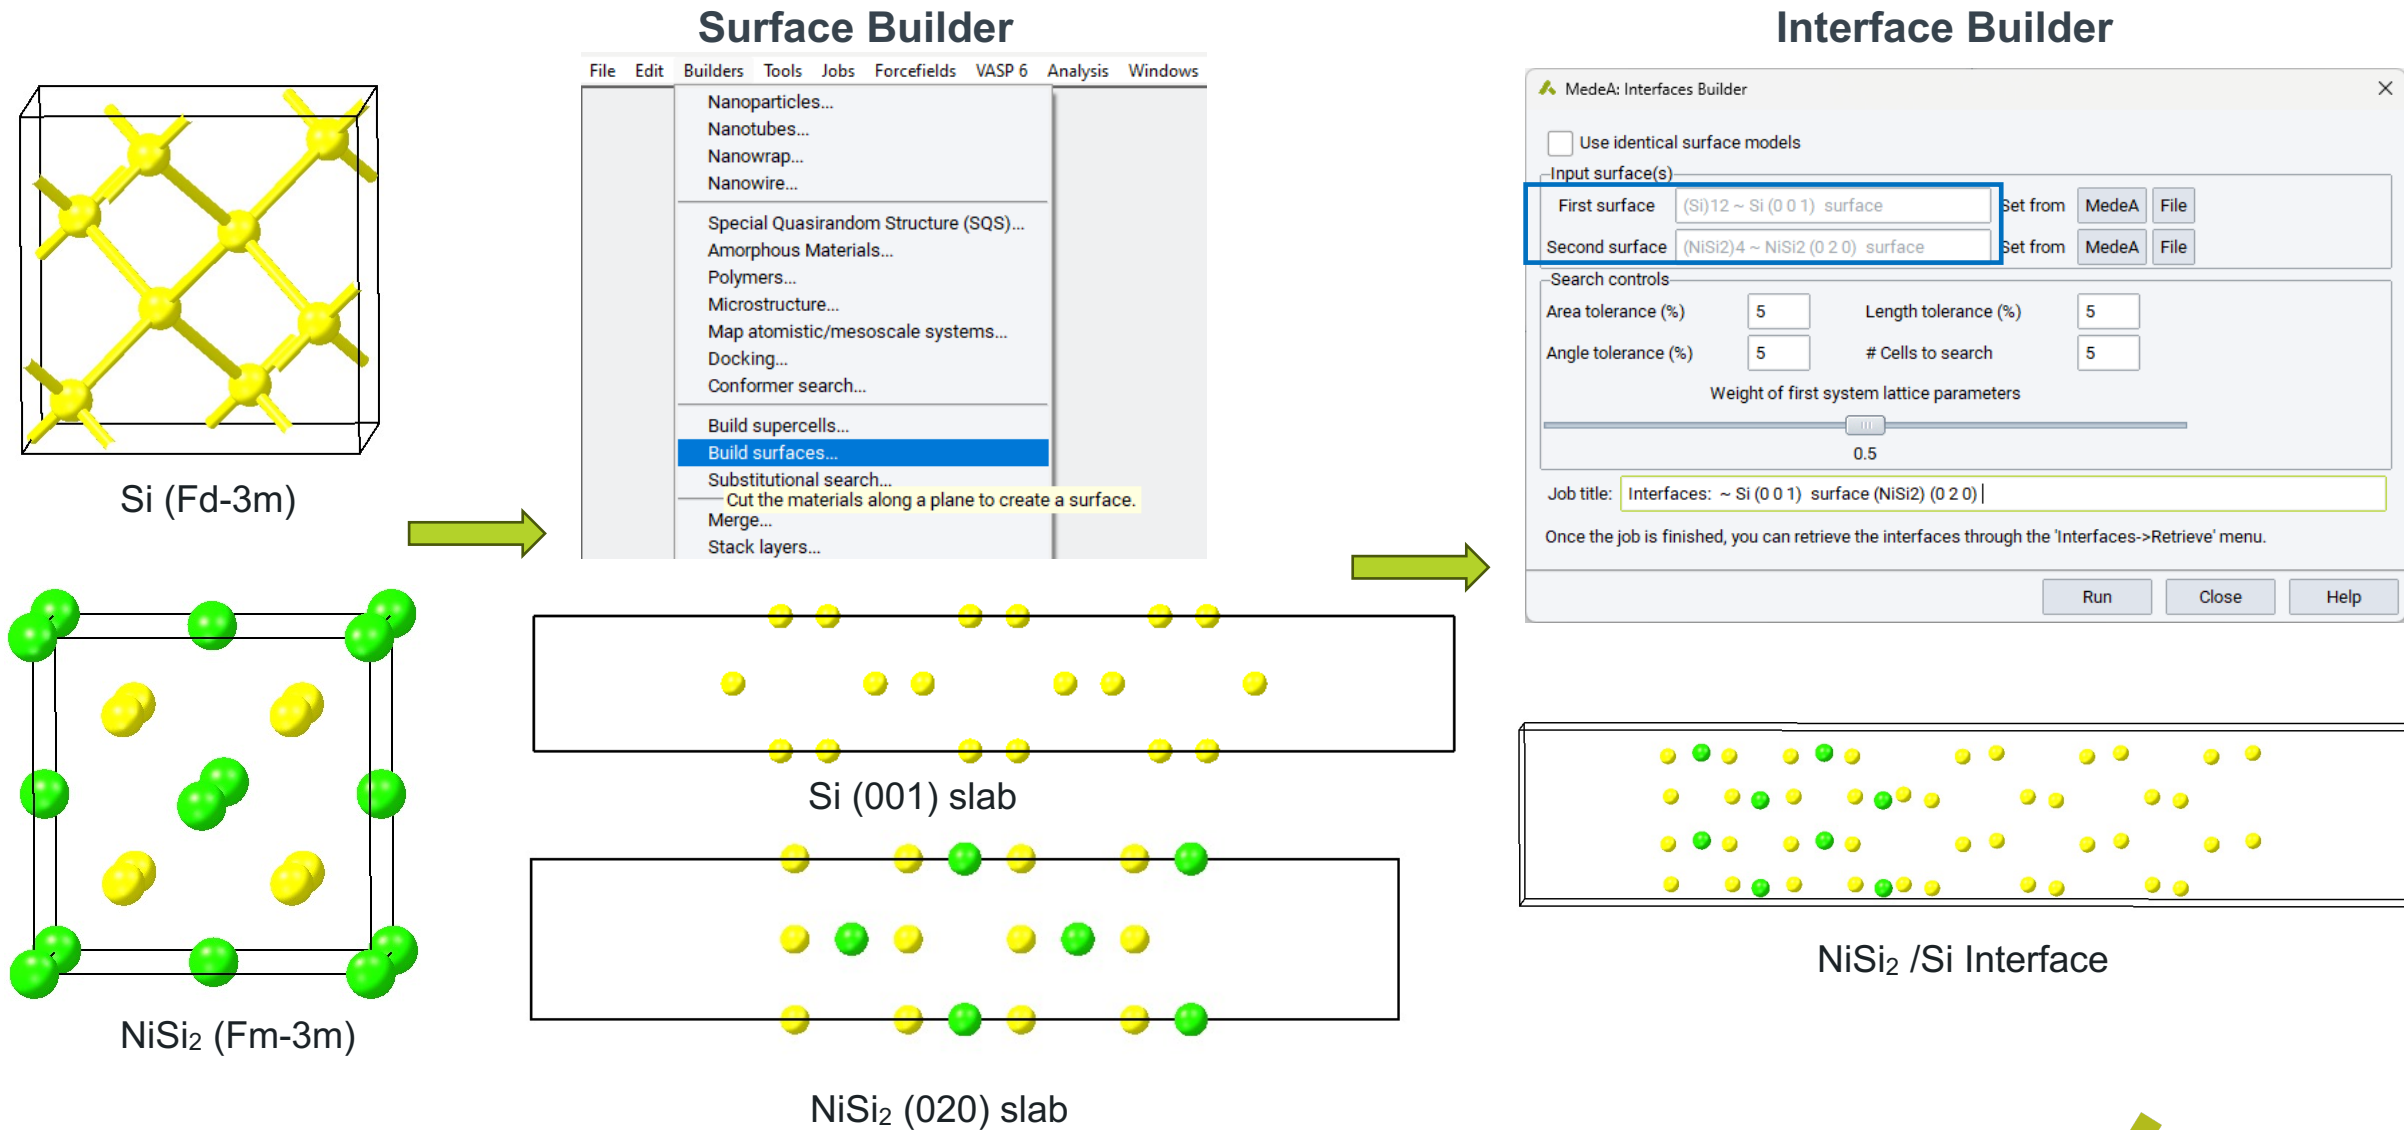 Surface Builder
Interface Builder
File Edit Builders Tools Jobs Forcefields VASP 6 Analysis Windows
Nanoparticles...
Nanotubes...
Nanowrap...
Nanowire...
Special Quasirandom Structure (SQS)...
Amorphous Materials...
Polymers...
Microstructure...
Map atomistic/mesoscale systems...
Docking...
Conformer search...
Build supercells...
Build surfaces...
Substitutional search...
Cut the materials along a plane to create a surface.
Merge...
Stack layers...
MedeA: Interfaces Builder
Use identical surface models
Input surface(s)
First surface (Si)12 ~ Si (0 0 1) surface Set from MedeA File
Second surface (NiSi2)4 ~ NiSi2 (0 2 0) surface Set from MedeA File
Search controls
Area tolerance (%) 5 Length tolerance (%) 5
Angle tolerance (%) 5 # Cells to search 5
Weight of first system lattice parameters
0.5
Job title: Interfaces: ~ Si (0 0 1) surface (NiSi2) (0 2 0)
Once the job is finished, you can retrieve the interfaces through the 'Interfaces->Retrieve' menu.
Run Close Help
Si (Fd-3m)
NiSi₂ (Fm-3m)
Si (001) slab
NiSi₂ (020) slab
NiSi₂ /Si Interface